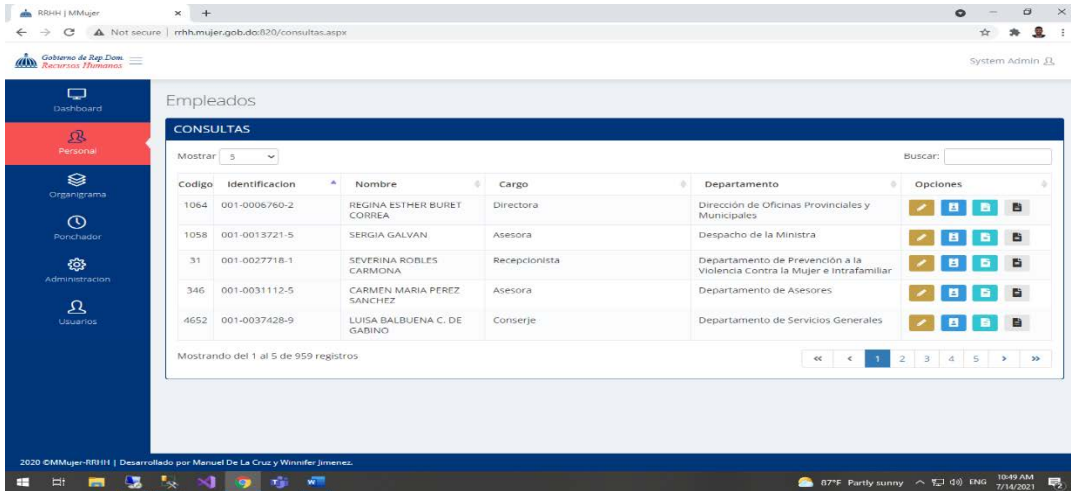 RRHH | MMujer
Not secure | rrhh.mujer.gob.do:820/consultas.aspx
Gobierno de Rep.Dom.
Recursos Humanos
System Admin
Dashboard
Personal
Organigrama
Ponchador
Administracion
Usuarios
Empleados
CONSULTAS
Mostrar 5
Buscar:
Codigo Identificacion Nombre Cargo Departamento Opciones
1064 001-0006760-2 REGINA ESTHER BURET CORREA Directora Dirección de Oficinas Provinciales y Municipales
1058 001-0013721-5 SERGIA GALVAN Asesora Despacho de la Ministra
31 001-0027718-1 SEVERINA ROBLES CARMONA Recepcionista Departamento de Prevención a la Violencia Contra la Mujer e Intrafamiliar
346 001-0031112-5 CARMEN MARIA PEREZ SANCHEZ Asesora Departamento de Asesores
4652 001-0037428-9 LUISA BALBUENA C. DE GABINO Conserje Departamento de Servicios Generales
Mostrando del 1 al 5 de 959 registros
« ‹ 1 2 3 4 5 › »
2020 ©MMujer-RRHH | Desarrollado por Manuel De La Cruz y Winnifer Jimenez.
87°F Partly sunny ENG 10:49 AM
7/14/2021